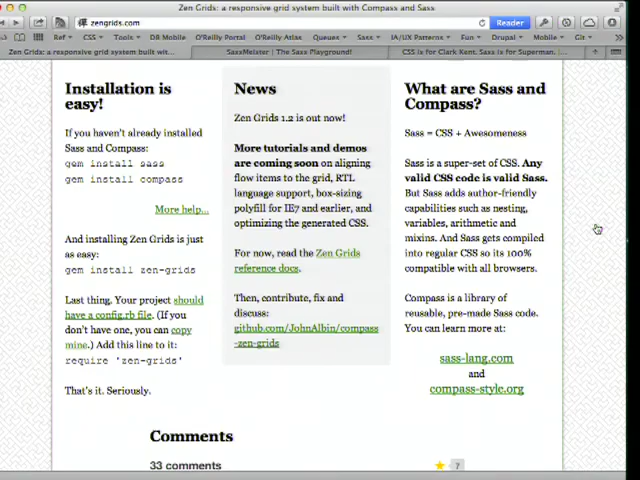 Zen Grids: a responsive grid system built with Compass and Sass
zengrids.com
Reader
Ref
CSS
Tools
DB Mobile
O'Reilly Portal
O'Reilly Atlas
Queues
Sass
IA/UX Patterns
Fun
Drupal
Mobile
Git
Zen Grids: a responsive grid system built wit...
SassMeister | The Sass Playground!
CSS is for Clark Kent. Sass is for Superman. |...
Installation is
easy!
If you haven't already installed
Sass and Compass:
gem install sass
gem install compass
More help...
And installing Zen Grids is just
as easy:
gem install zen-grids
Last thing. Your project should
have a config.rb file. (If you
don't have one, you can copy
mine.) Add this line to it:
require 'zen-grids'
That's it. Seriously.
News
Zen Grids 1.2 is out now!
More tutorials and demos
are coming soon on aligning
flow items to the grid, RTL
language support, box-sizing
polyfill for IE7 and earlier, and
optimizing the generated CSS.
For now, read the Zen Grids
reference docs.
Then, contribute, fix and
discuss:
github.com/JohnAlbin/compass
-zen-grids
What are Sass and
Compass?
Sass = CSS + Awesomeness
Sass is a super-set of CSS. Any
valid CSS code is valid Sass.
But Sass adds author-friendly
capabilities such as nesting,
variables, arithmetic and
mixins. And Sass gets compiled
into regular CSS so its 100%
compatible with all browsers.
Compass is a library of
reusable, pre-made Sass code.
You can learn more at:
sass-lang.com
and
compass-style.org
Comments
33 comments
7